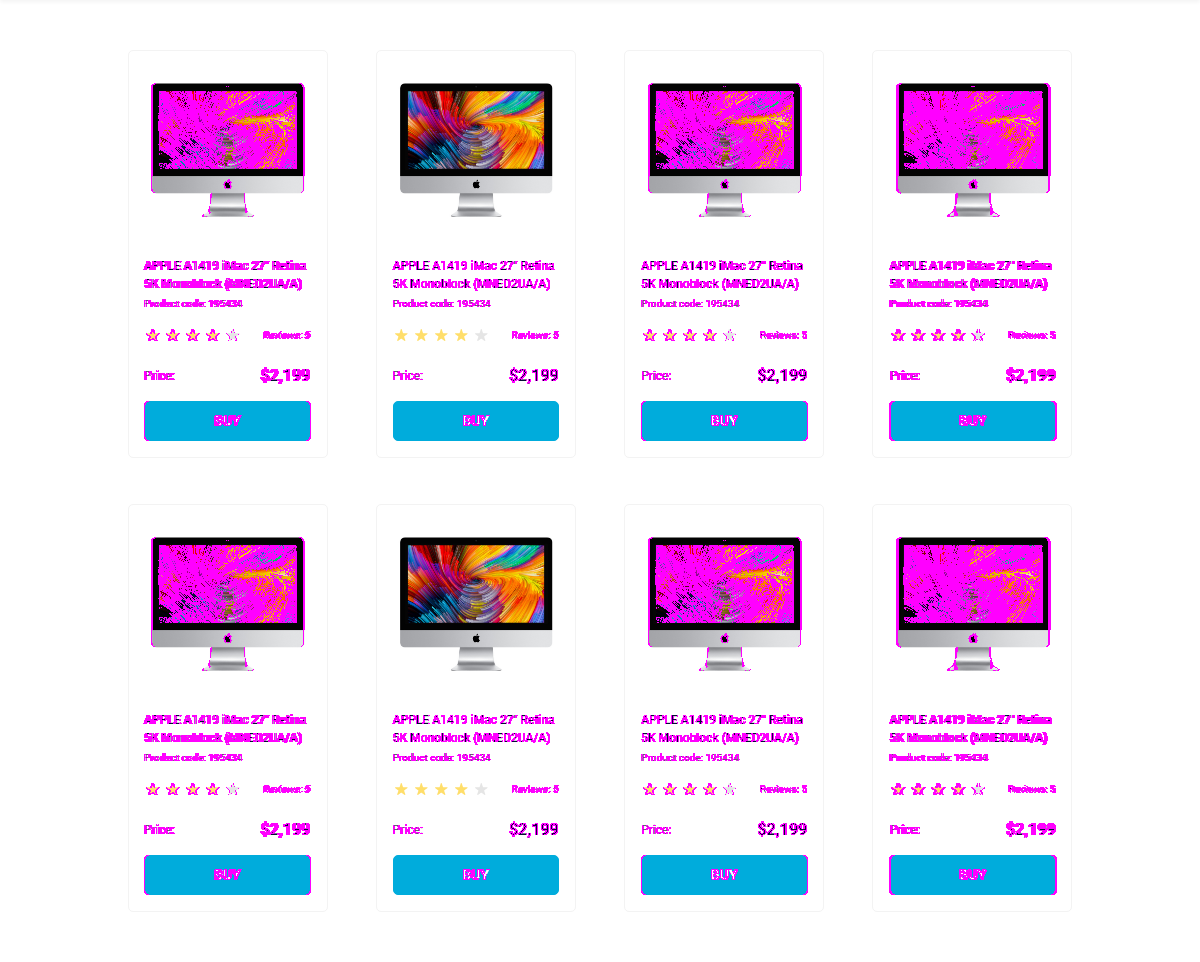 APPLE A1419 iMac 27" Retina
5K Monoblock (MNED2UA/A)
Product code: 195434
Reviews: 5
Price:
$2,199
BUY
APPLE A1419 iMac 27" Retina
5K Monoblock (MNED2UA/A)
Product code: 195434
Reviews: 5
Price:
$2,199
BUY
APPLE A1419 iMac 27" Retina
5K Monoblock (MNED2UA/A)
Product code: 195434
Reviews: 5
Price:
$2,199
BUY
APPLE A1419 iMac 27" Retina
5K Monoblock (MNED2UA/A)
Product code: 195434
Reviews: 5
Price:
$2,199
BUY
APPLE A1419 iMac 27" Retina
5K Monoblock (MNED2UA/A)
Product code: 195434
Reviews: 5
Price:
$2,199
BUY
APPLE A1419 iMac 27" Retina
5K Monoblock (MNED2UA/A)
Product code: 195434
Reviews: 5
Price:
$2,199
BUY
APPLE A1419 iMac 27" Retina
5K Monoblock (MNED2UA/A)
Product code: 195434
Reviews: 5
Price:
$2,199
BUY
APPLE A1419 iMac 27" Retina
5K Monoblock (MNED2UA/A)
Product code: 195434
Reviews: 5
Price:
$2,199
BUY